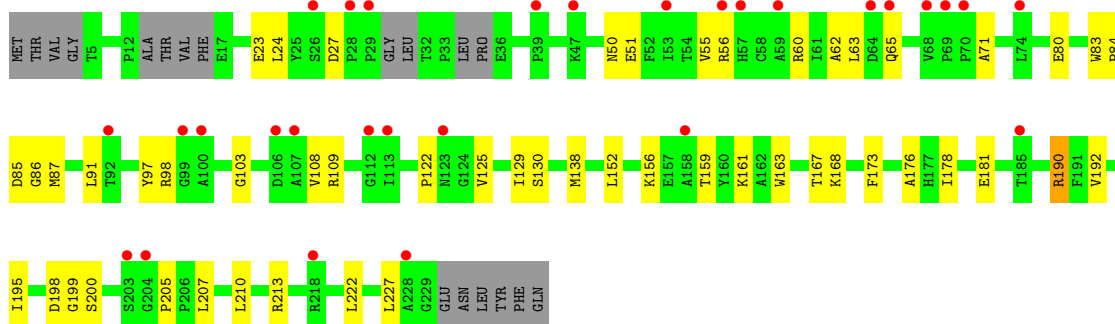 MET THR VAL GLY T5 P12 ALA THR VAL PHE E17 E23 L24 Y25 S26 D27 P28 P29 GLY LEU T32 P33 LEU PRO E36 P39 K47 N50 E51 F52 I53 T54 V55 R56 H57 C58 A59 R60 I61 A62 L63 D64 Q65 V68 P69 P70 A71 L74 E80 W83
D85 G86 M87 L91 T92 Y97 R98 G99 A100 G103 D106 A107 V108 R109 G112 I113 P122 N123 G124 V125 I129 S130 M138 L152 K156 E157 A158 T159 Y160 K161 A162 W163 T167 K168 F173 A176 H177 I178 E181 T185 R190 F191 V192
I195 D198 G199 S200 S203 G204 P205 P206 L207 L210 R213 R218 L222 L227 A228 G229 GLU ASN LEU TYR PHE GLN